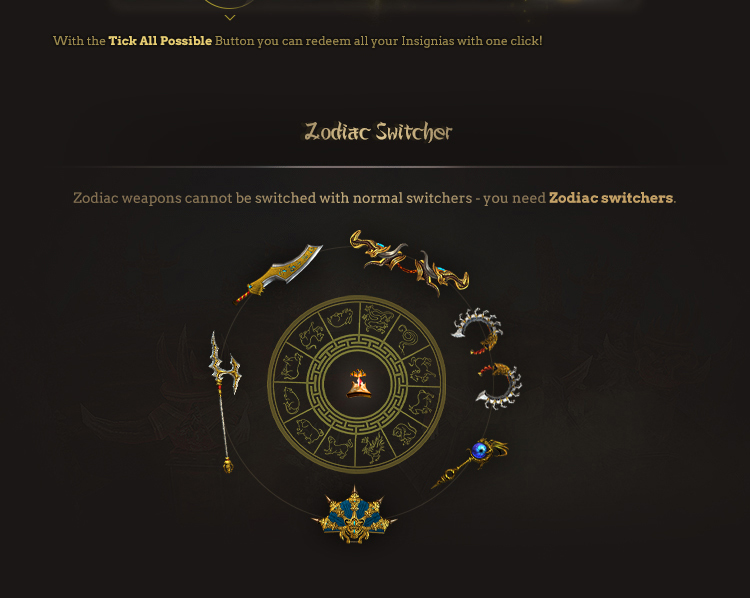 With the Tick All Possible Button you can redeem all your Insignias with one click!
Zodiac Switcher
Zodiac weapons cannot be switched with normal switchers - you need Zodiac switchers.